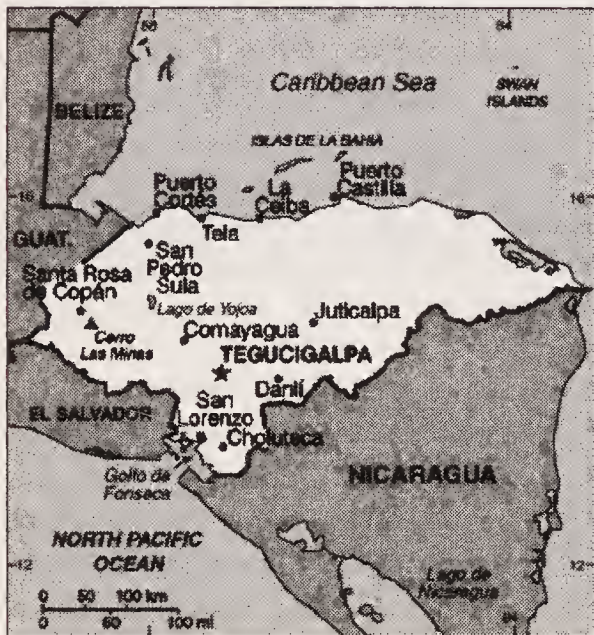 88
84
Caribbean Sea
SWAN
ISLANDS
BELIZE
ISLAS DE LA BAHIA
16
Puerto
Cortés
La
Ceiba
Puerto
Castilla
16
Tela
GUAT.
San
Pedro
Sula
Santa Rosa
de Copán
Lago de Yojoa
Juticalpa
Cerro
Las Minas
Comayagua
TEGUCIGALPA
Danlí
EL SALVADOR
San
Lorenzo
Choluteca
Golfo de
Fonseca
NICARAGUA
NORTH PACIFIC
OCEAN
12
12
Lago de
Nicaragua
0 50 100 km
0 50 100 mi
84